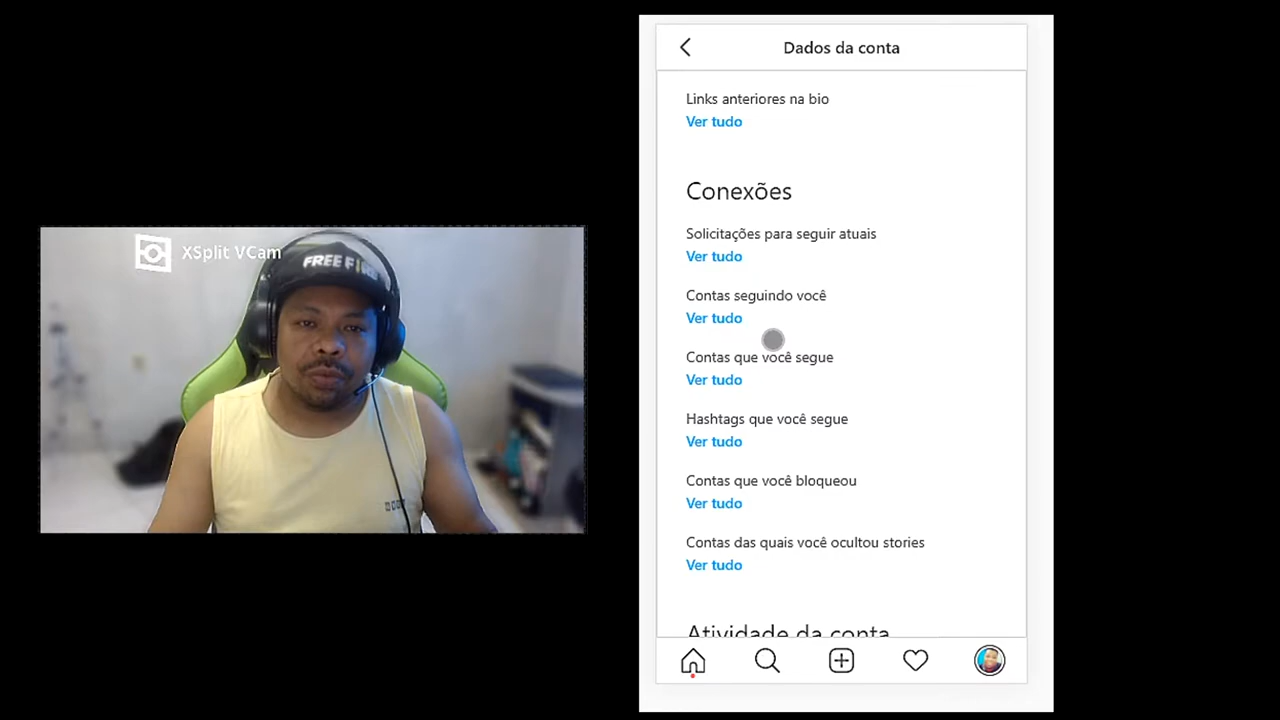 XSplit VCam
FREE FI
Dados da conta
Links anteriores na bio
Ver tudo
Conexões
Solicitações para seguir atuais
Ver tudo
Contas seguindo você
Ver tudo
Contas que você segue
Ver tudo
Hashtags que você segue
Ver tudo
Contas que você bloqueou
Ver tudo
Contas das quais você ocultou stories
Ver tudo
Atividade da conta